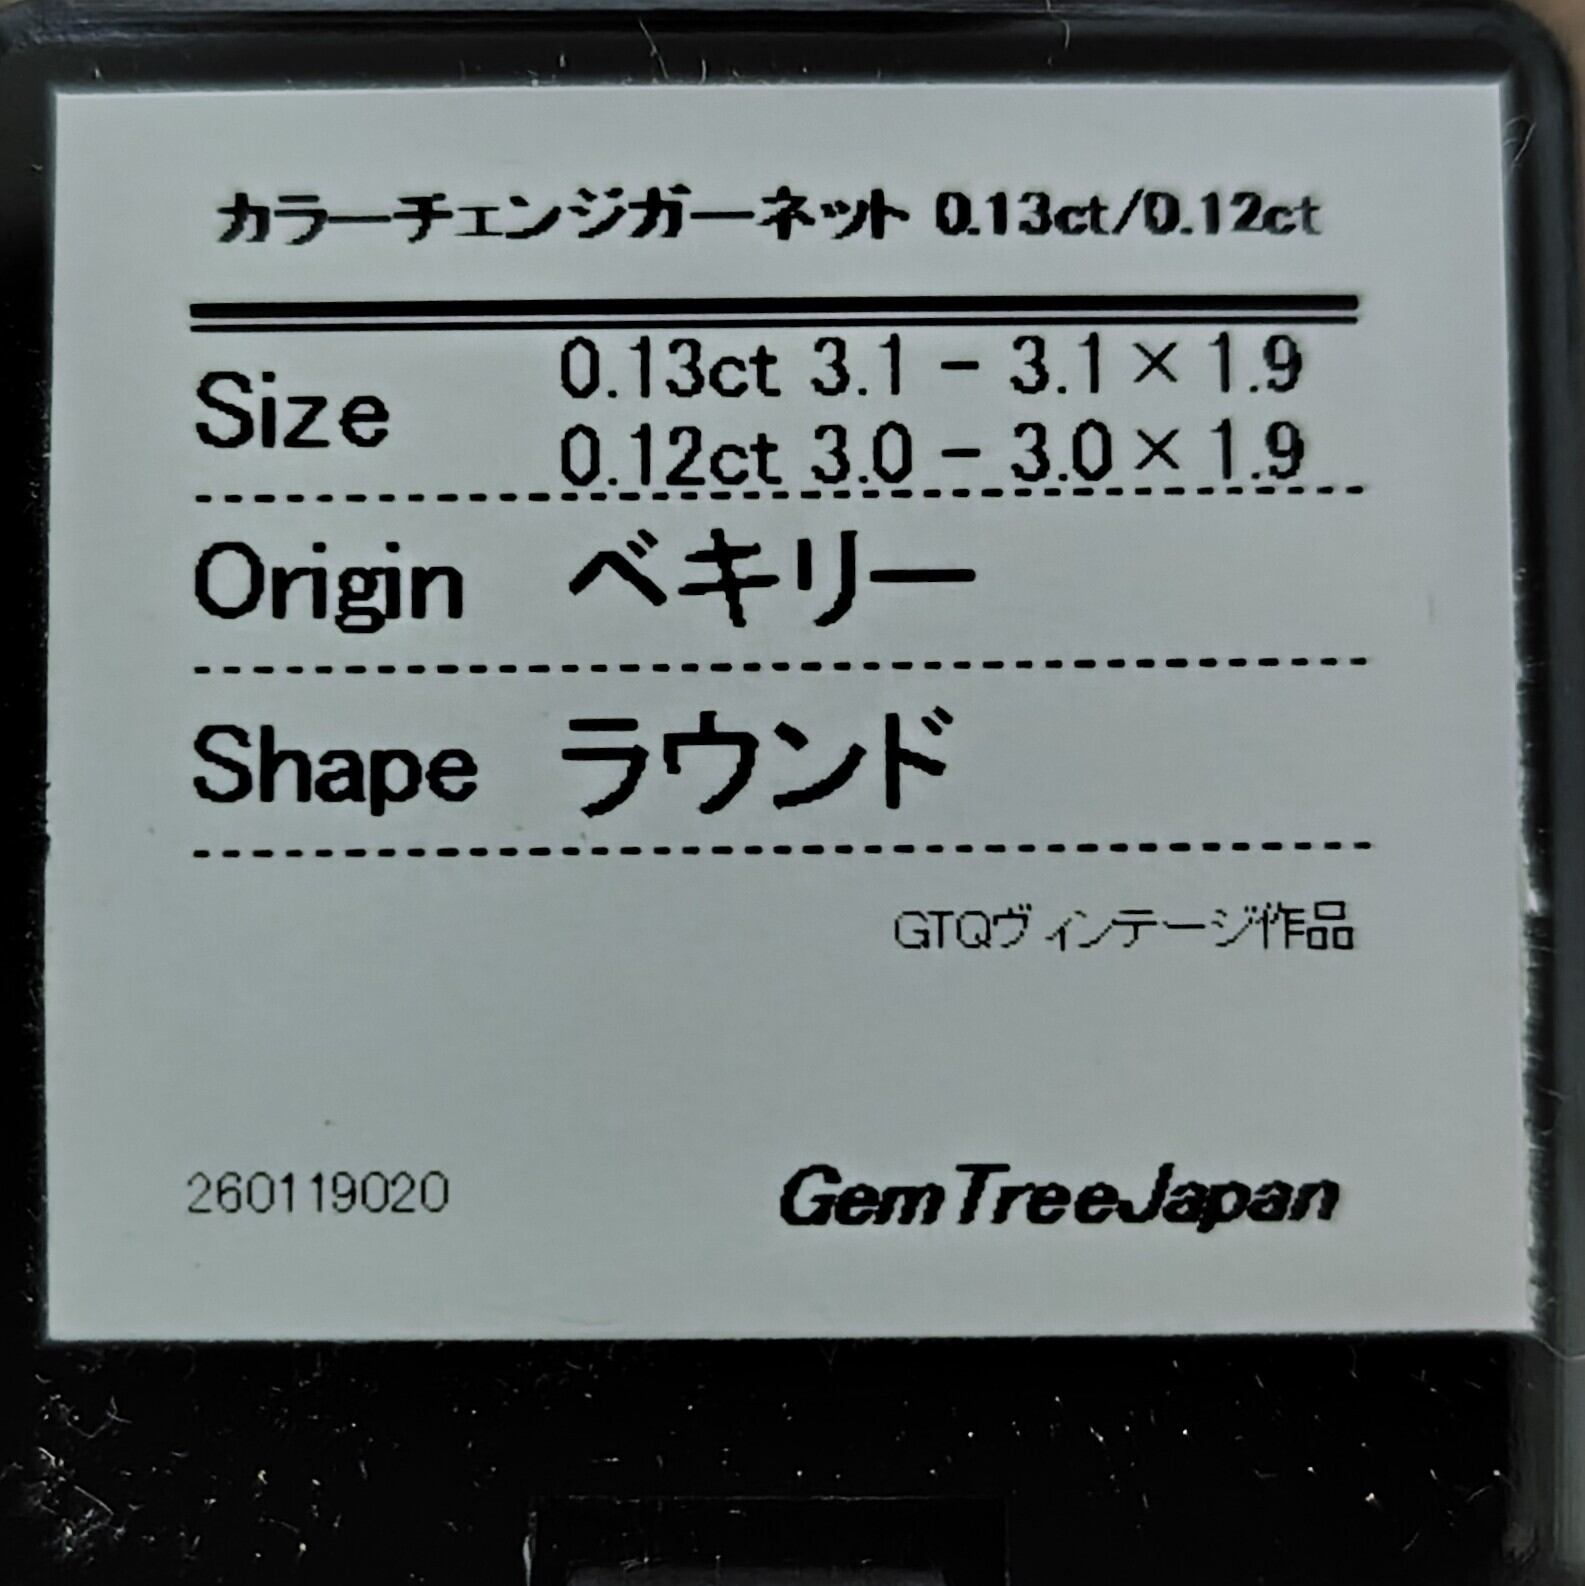 カラーチェンジガーネット 0.13ct/0.12ct
Size 0.13ct 3.1 - 3.1 × 1.9
0.12ct 3.0 - 3.0 × 1.9
Origin ベキリー
Shape ラウンド
GTQヴィンテージ作品
260119020
GemTreeJapan